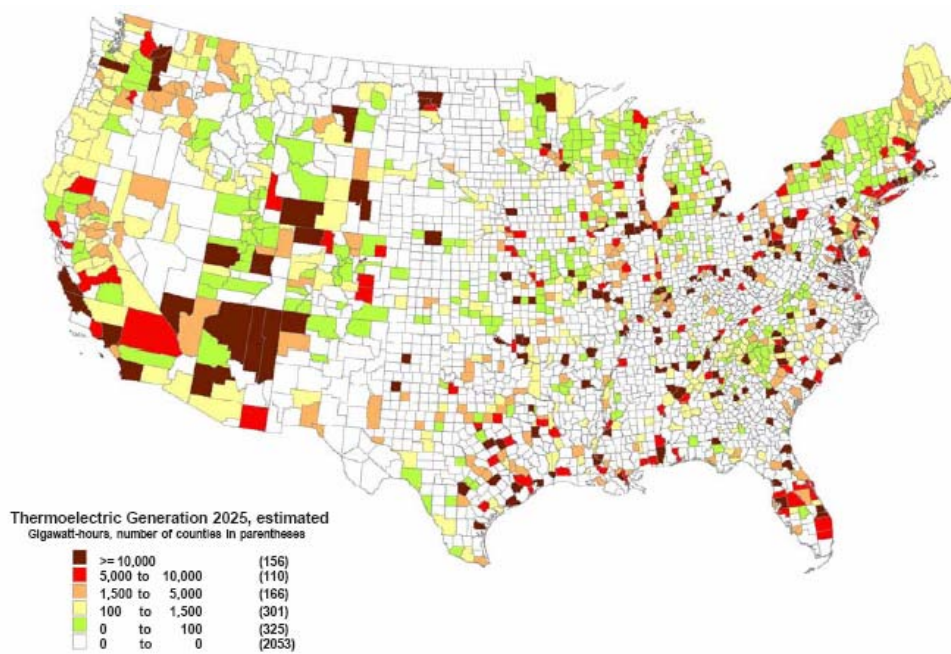 Thermoelectric Generation 2025, estimated
Gigawatt-hours, number of counties in parentheses
>= 10,000 (156)
5,000 to 10,000 (110)
1,500 to 5,000 (166)
100 to 1,500 (301)
0 to 100 (325)
0 to 0 (2053)